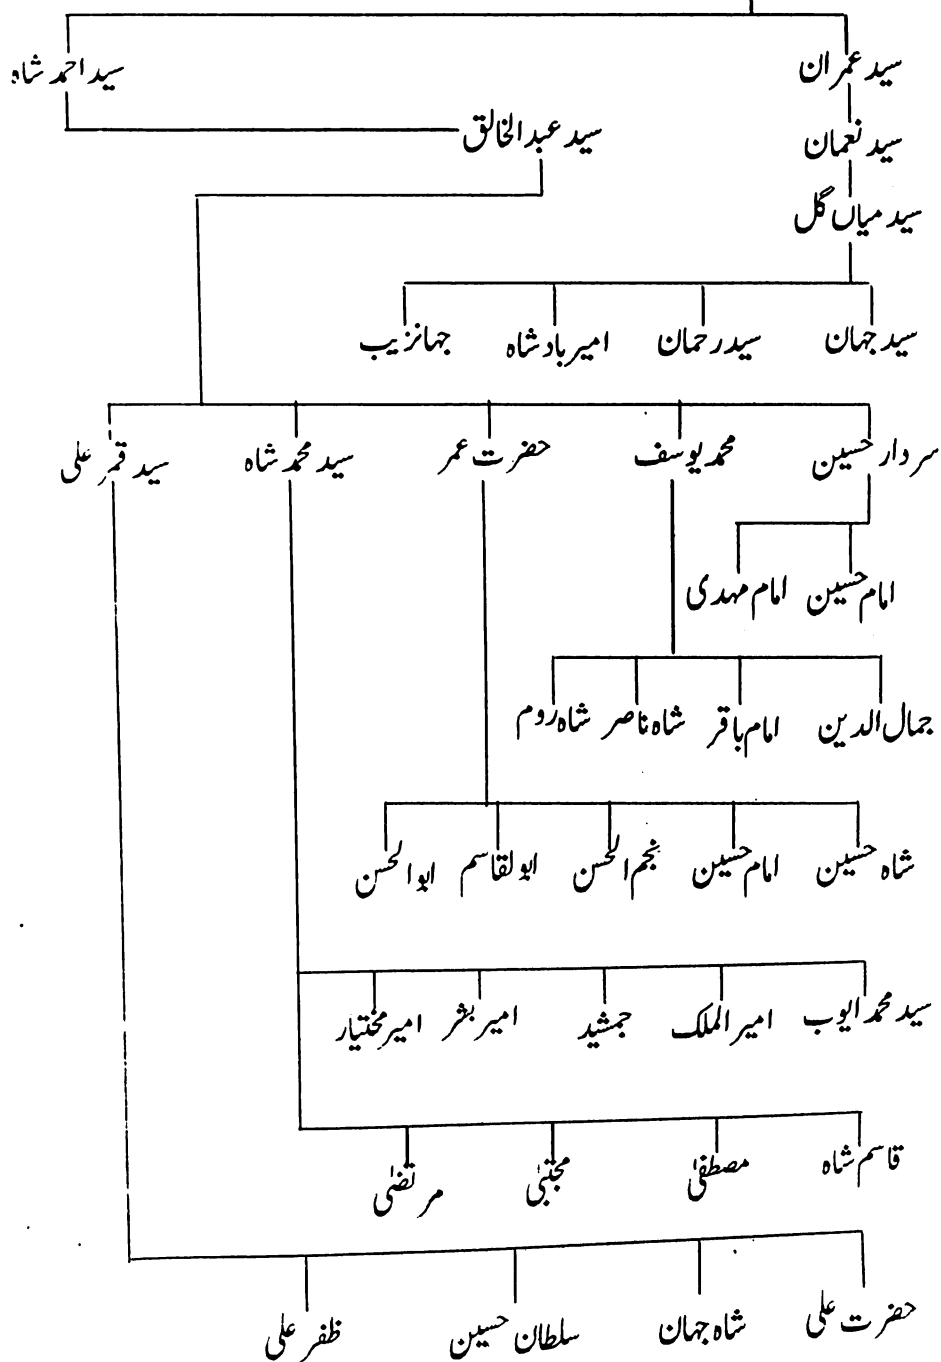 سید عمران سید احمد شاہ
سید نعمان سید عبدالخالق
سید میاں گل
سید جہان سید رحمان امیر بادشاہ جہانزیب
سردار حسین محمد یوسف حضرت عمر سید محمد شاہ سید قمر علی
امام حسین امام مہدی
جمال الدین امام باقر شاہ ناصر شاہ روم
شاہ حسین امام حسین نجم الحسن ابولقاسم ابوالحسن
سید محمد ایوب امیر الملک جمشید امیر بشر امیر مختیار
قاسم شاہ مصطفیٰ مجتبیٰ مرتضیٰ
حضرت علی شاہ جہان سلطان حسین ظفر علی